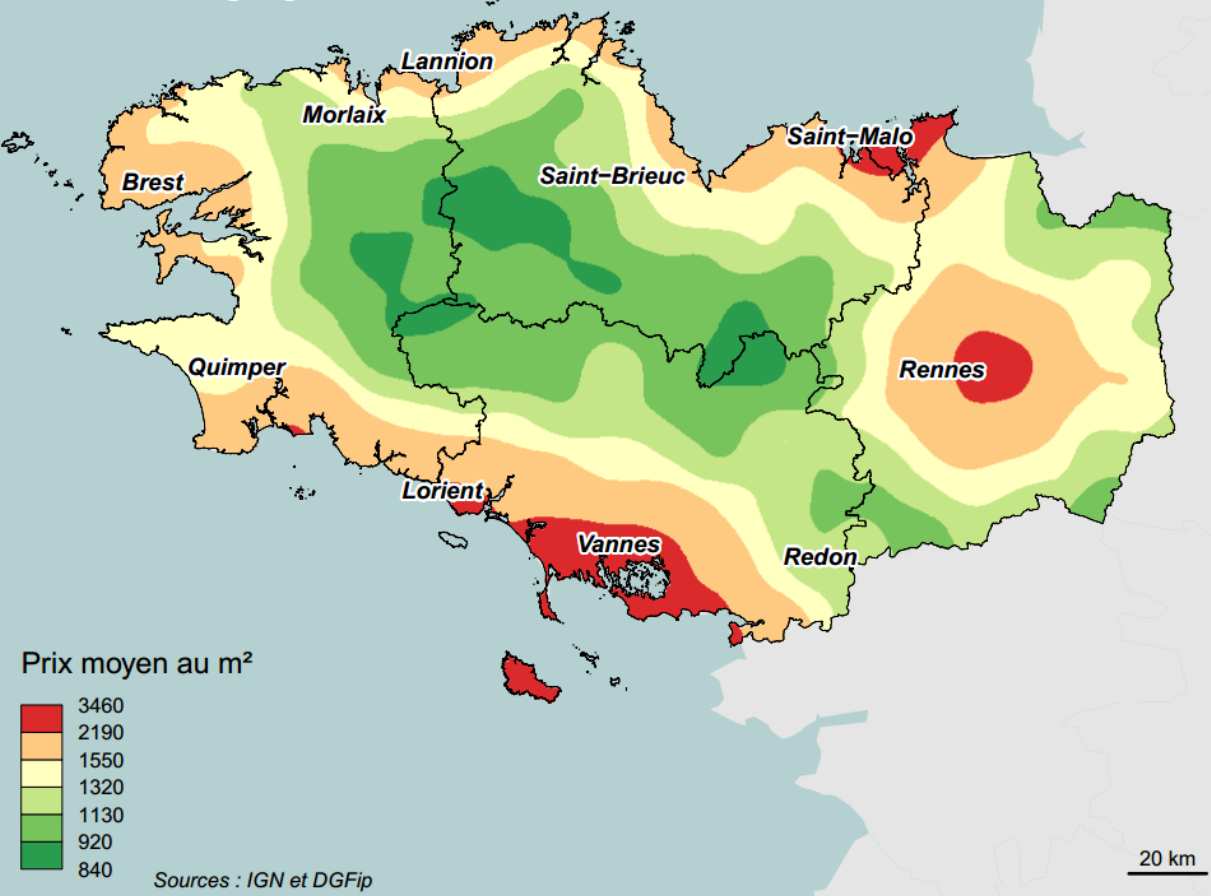 Lannion
Morlaix
Saint−Malo
Saint−Brieuc
Brest
Quimper
Rennes
Lorient
Vannes
Redon
Prix moyen au m²
3460
2190
1550
1320
1130
920
840
Sources : IGN et DGFip
20 km